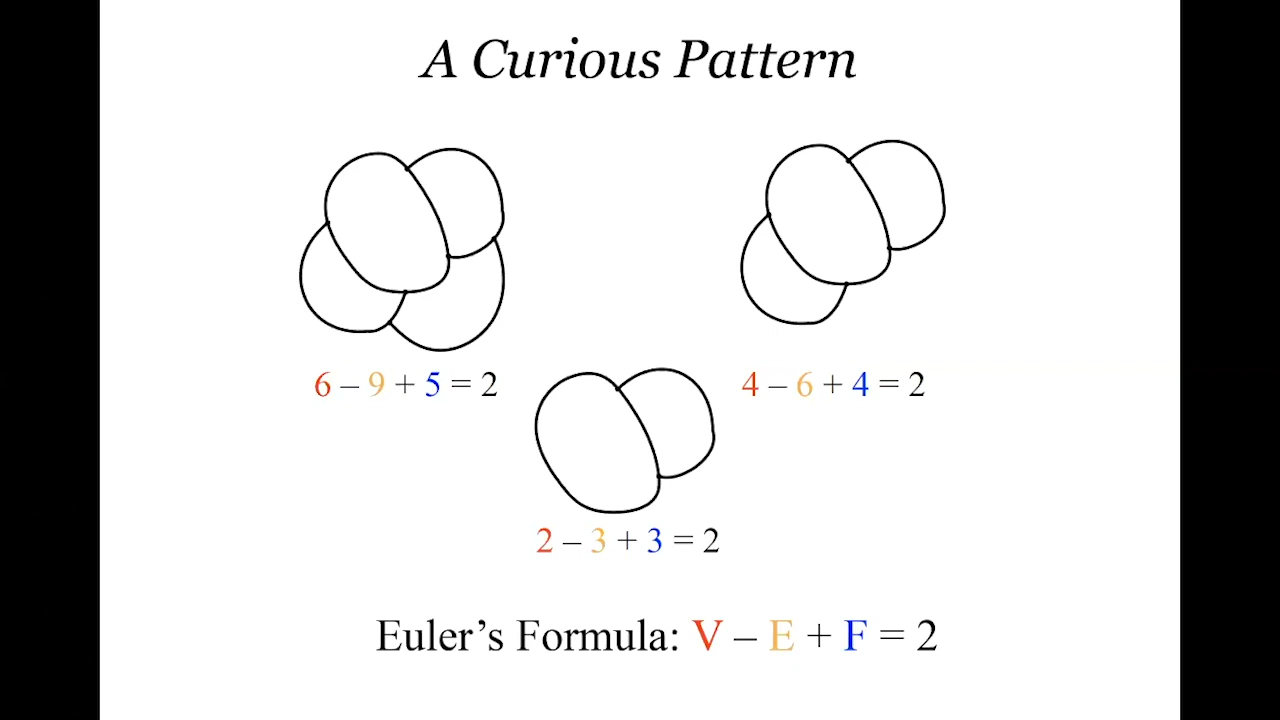 A Curious Pattern
6 – 9 + 5 = 2
4 – 6 + 4 = 2
2 – 3 + 3 = 2
Euler’s Formula: V – E + F = 2